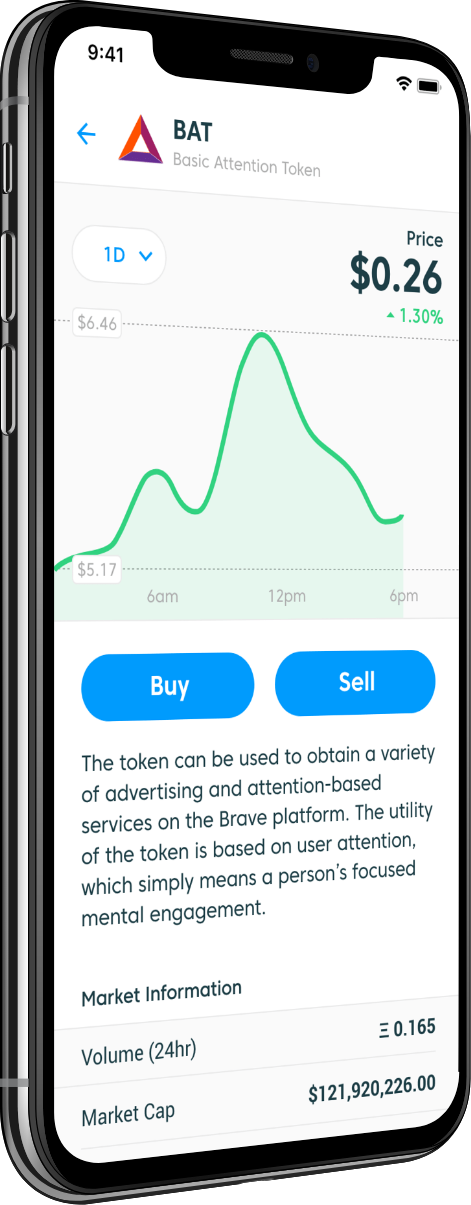 9:41
BAT
Basic Attention Token
1D
Price
$0.26
1.30%
$6.46
$5.17
6am 12pm 6pm
Buy Sell
The token can be used to obtain a variety
of advertising and attention-based
services on the Brave platform. The utility
of the token is based on user attention,
which simply means a person’s focused
mental engagement.
Market Information
Volume (24hr) Ξ 0.165
Market Cap $121,920,226.00